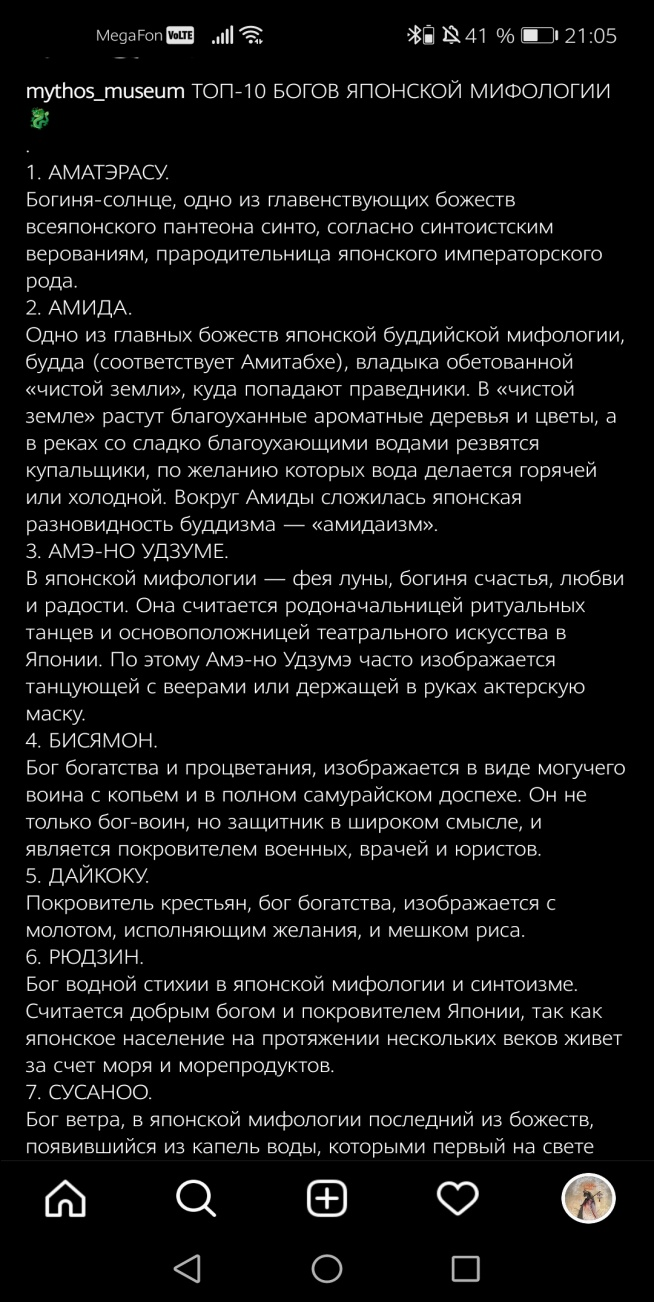 MegaFon VoLTE 41 % 21:05
mythos_museum ТОП-10 БОГОВ ЯПОНСКОЙ МИФОЛОГИИ
🐉
.
1. АМАТЭРАСУ.
Богиня-солнце, одно из главенствующих божеств
всеяпонского пантеона синто, согласно синтоистским
верованиям, прародительница японского императорского
рода.
2. АМИДА.
Одно из главных божеств японской буддийской мифологии,
будда (соответствует Амитабхе), владыка обетованной
«чистой земли», куда попадают праведники. В «чистой
земле» растут благоуханные ароматные деревья и цветы, а
в реках со сладко благоухающими водами резвятся
купальщики, по желанию которых вода делается горячей
или холодной. Вокруг Амиды сложилась японская
разновидность буддизма — «амидаизм».
3. АМЭ-НО УДЗУМЕ.
В японской мифологии — фея луны, богиня счастья, любви
и радости. Она считается родоначальницей ритуальных
танцев и основоположницей театрального искусства в
Японии. По этому Амэ-но Удзумэ часто изображается
танцующей с веерами или держащей в руках актерскую
маску.
4. БИСЯМОН.
Бог богатства и процветания, изображается в виде могучего
воина с копьем и в полном самурайском доспехе. Он не
только бог-воин, но защитник в широком смысле, и
является покровителем военных, врачей и юристов.
5. ДАЙКОКУ.
Покровитель крестьян, бог богатства, изображается с
молотом, исполняющим желания, и мешком риса.
6. РЮДЗИН.
Бог водной стихии в японской мифологии и синтоизме.
Считается добрым богом и покровителем Японии, так как
японское население на протяжении нескольких веков живет
за счет моря и морепродуктов.
7. СУСАНОО.
Бог ветра, в японской мифологии последний из божеств,
появившийся из капель воды, которыми первый на свете